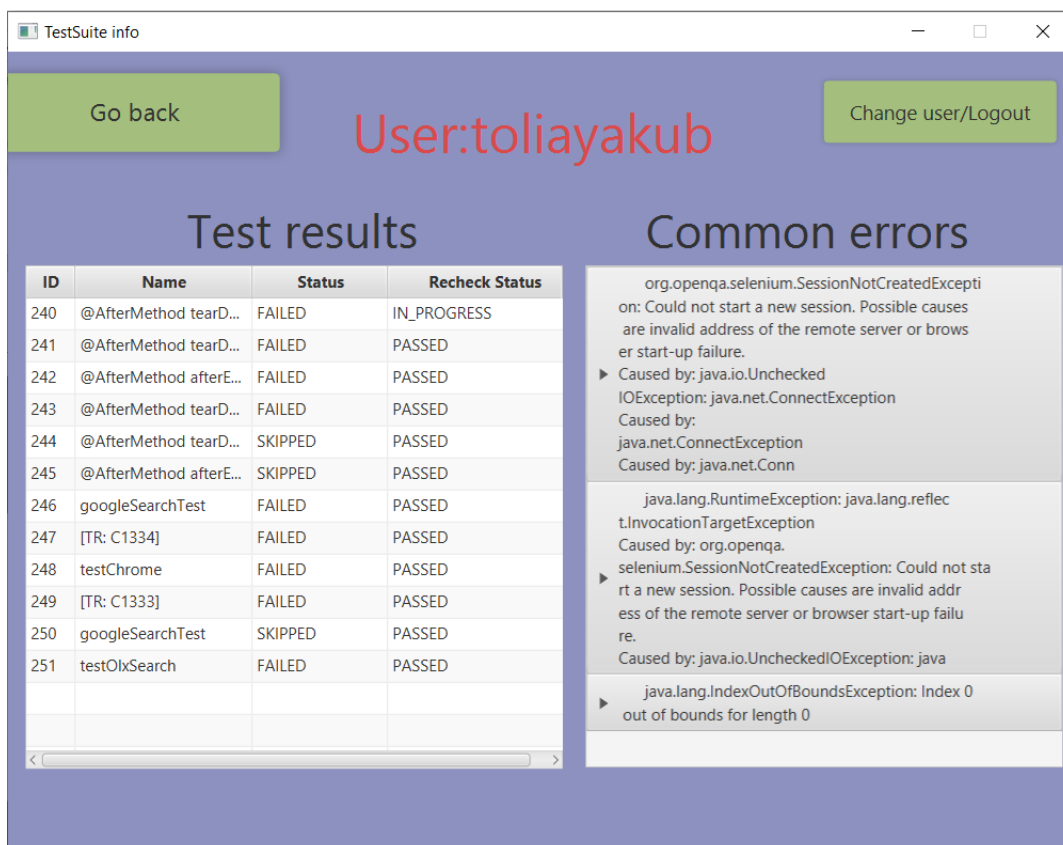 TestSuite info
Go back
Change user/Logout
User:toliayakub
Test results
Common errors
ID Name Status Recheck Status
240 @AfterMethod tearD... FAILED IN_PROGRESS
241 @AfterMethod tearD... FAILED PASSED
242 @AfterMethod afterE... FAILED PASSED
243 @AfterMethod tearD... FAILED PASSED
244 @AfterMethod tearD... SKIPPED PASSED
245 @AfterMethod afterE... SKIPPED PASSED
246 googleSearchTest FAILED PASSED
247 [TR: C1334] FAILED PASSED
248 testChrome FAILED PASSED
249 [TR: C1333] FAILED PASSED
250 googleSearchTest SKIPPED PASSED
251 testOlxSearch FAILED PASSED
org.openqa.selenium.SessionNotCreatedExcepti
on: Could not start a new session. Possible causes
are invalid address of the remote server or brows
er start-up failure.
Caused by: java.io.Unchecked
IOException: java.net.ConnectException
Caused by:
java.net.ConnectException
Caused by: java.net.Conn
java.lang.RuntimeException: java.lang.reflec
t.InvocationTargetException
Caused by: org.openqa.
selenium.SessionNotCreatedException: Could not sta
rt a new session. Possible causes are invalid addr
ess of the remote server or browser start-up failu
re.
Caused by: java.io.UncheckedIOException: java
java.lang.IndexOutOfBoundsException: Index 0
out of bounds for length 0